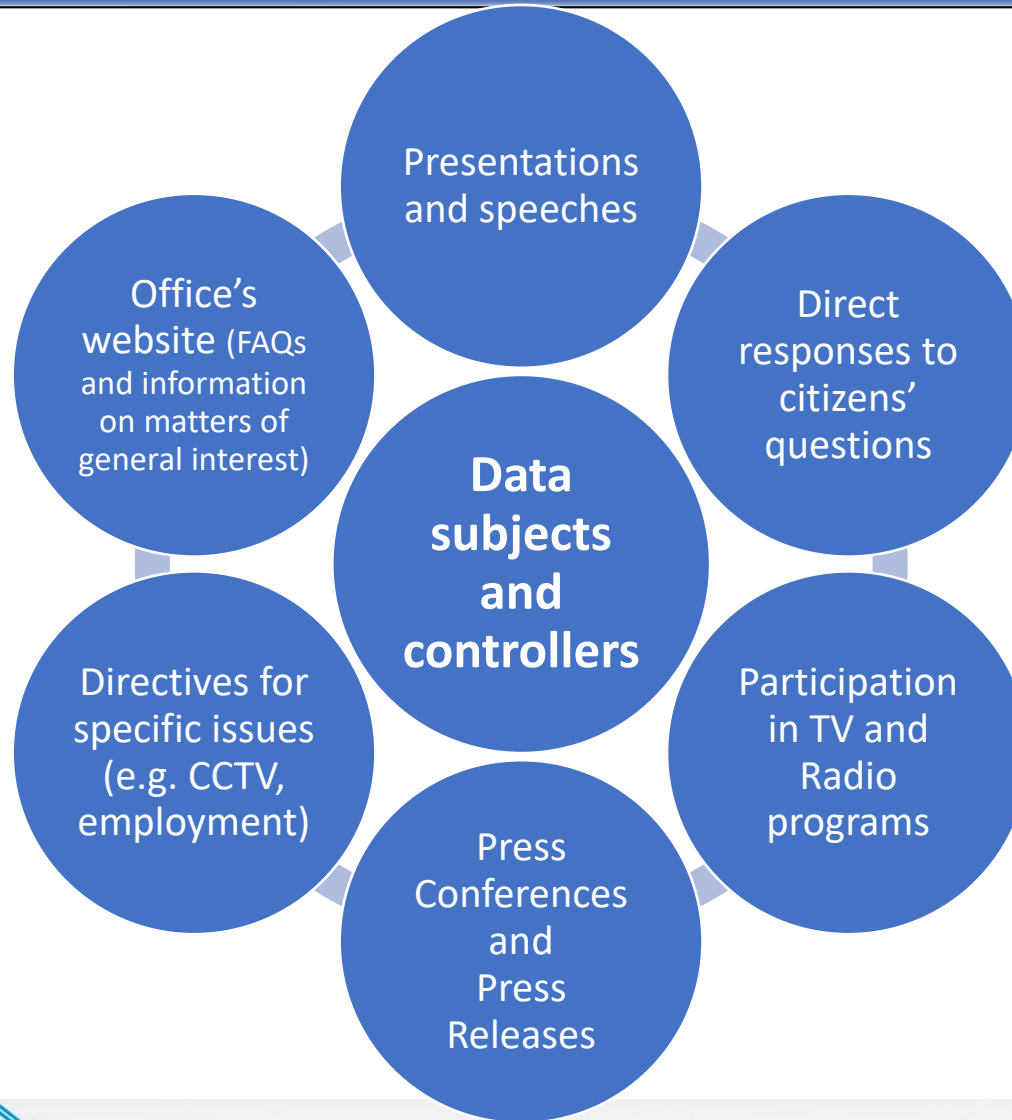 Presentations
and speeches
Direct
responses to
citizens’
questions
Participation
in TV and
Radio
programs
Press
Conferences
and
Press
Releases
Directives for
specific issues
(e.g. CCTV,
employment)
Office’s
website (FAQs
and information
on matters of
general interest)
Data
subjects
and
controllers